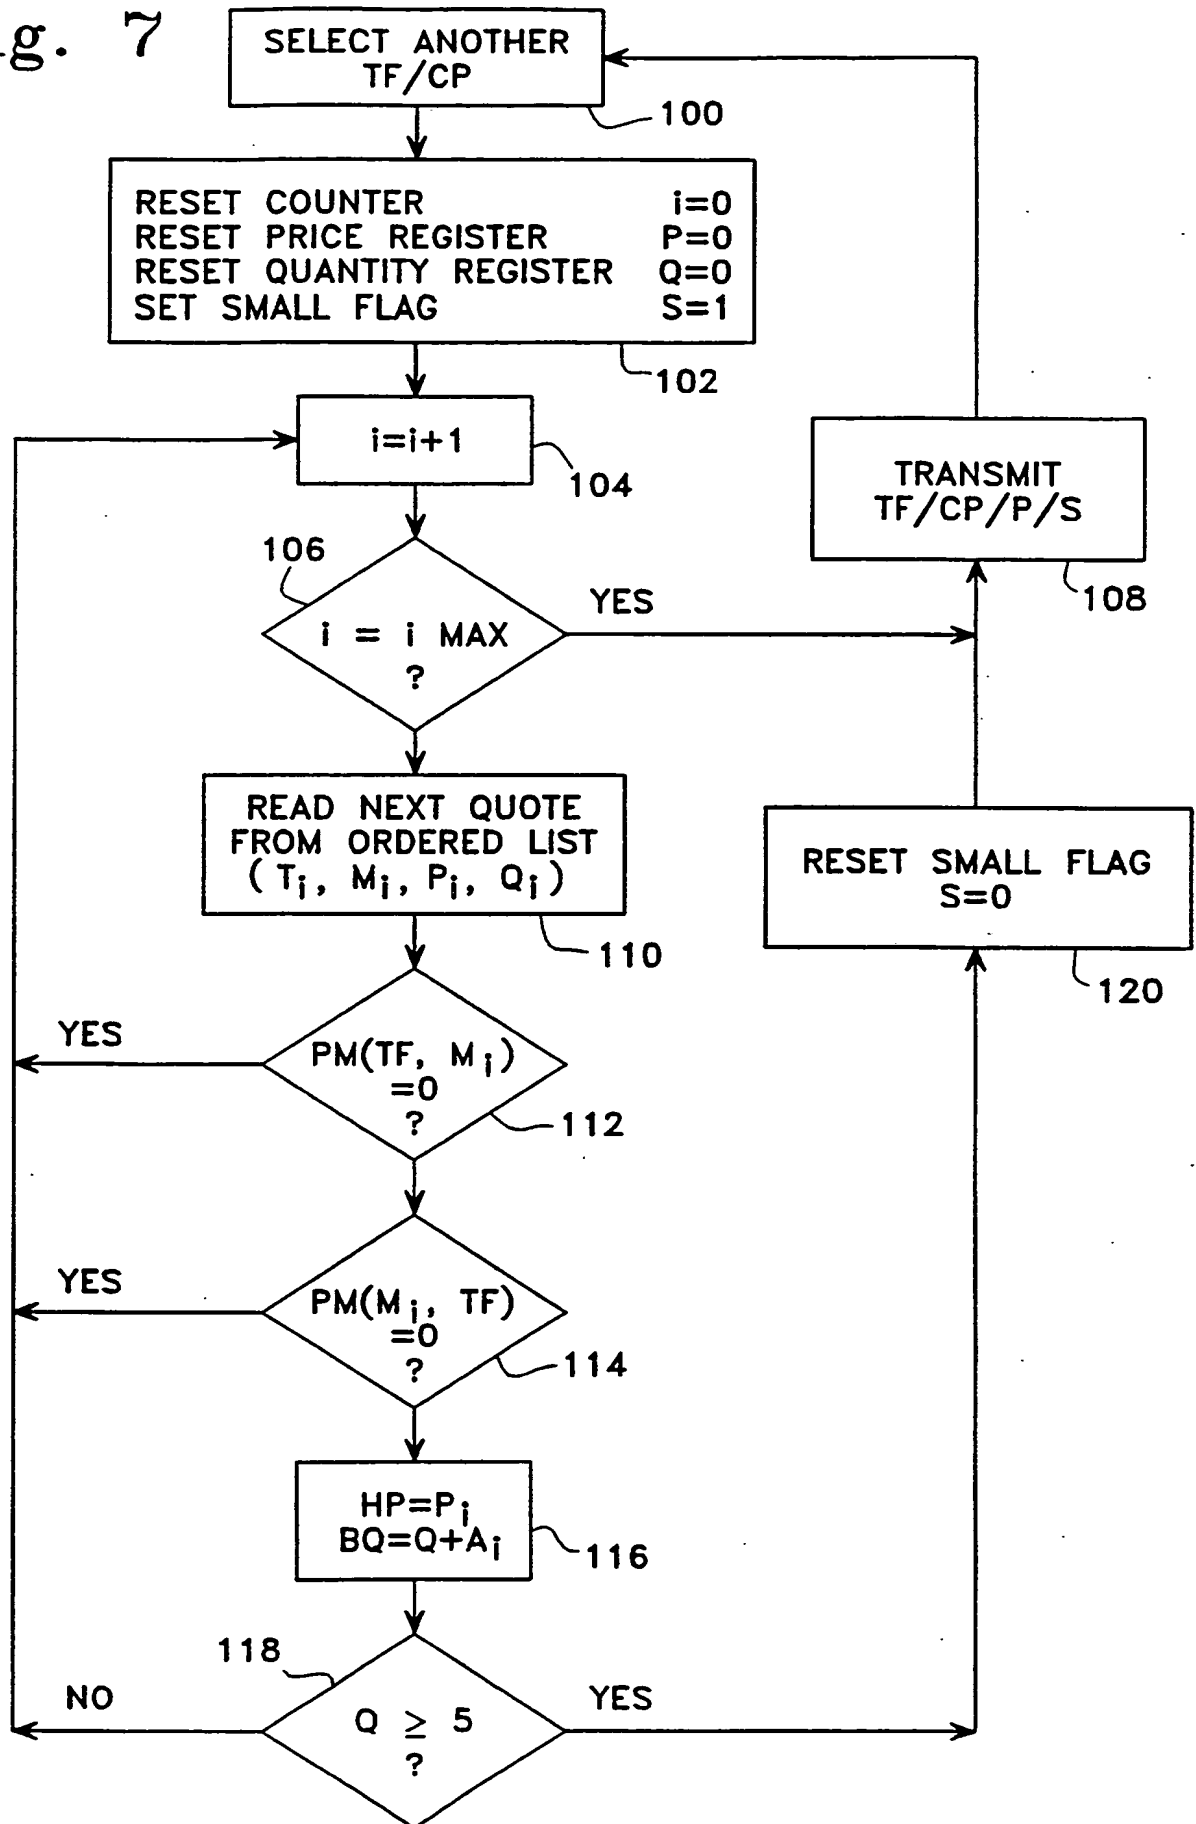 g. 7
SELECT ANOTHER
TF/CP
100
RESET COUNTER i=0
RESET PRICE REGISTER P=0
RESET QUANTITY REGISTER Q=0
SET SMALL FLAG S=1
102
i=i+1
104
TRANSMIT
TF/CP/P/S
108
106
YES
i = i MAX
?
READ NEXT QUOTE
FROM ORDERED LIST
( Ti, Mi, Pi, Qi )
110
RESET SMALL FLAG
S=0
120
YES
PM(TF, Mi)
=0
?
112
YES
PM(Mi, TF)
=0
?
114
HP=Pi
BQ=Q+Ai
116
118
NO
Q ≥ 5
?
YES